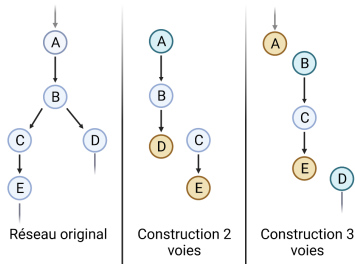 A
B
C
D
E
Réseau original
A
B
D
C
E
Construction 2
voies
A
B
C
E
D
Construction 3
voies